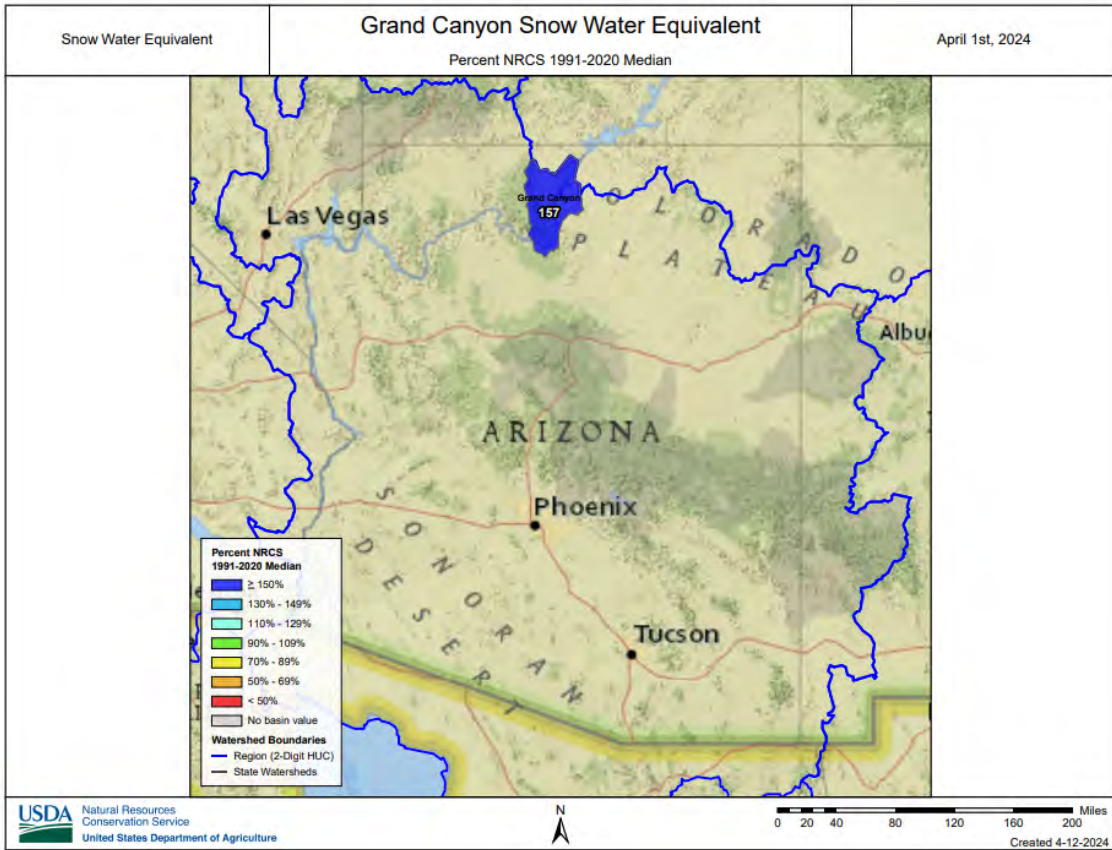 Snow Water Equivalent
Grand Canyon Snow Water Equivalent
Percent NRCS 1991-2020 Median
April 1st, 2024
Grand Canyon
157
Las Vegas
COLORADO
PLATEAU
Albu
ARIZONA
Phoenix
SONORAN
DESERT
Tucson
Percent NRCS
1991-2020 Median
≥ 150%
130% - 149%
110% - 129%
90% - 109%
70% - 89%
50% - 69%
< 50%
No basin value
Watershed Boundaries
Region (2-Digit HUC)
State Watersheds
USDA
Natural Resources
Conservation Service
United States Department of Agriculture
N
Miles
0 20 40 80 120 160 200
Created 4-12-2024